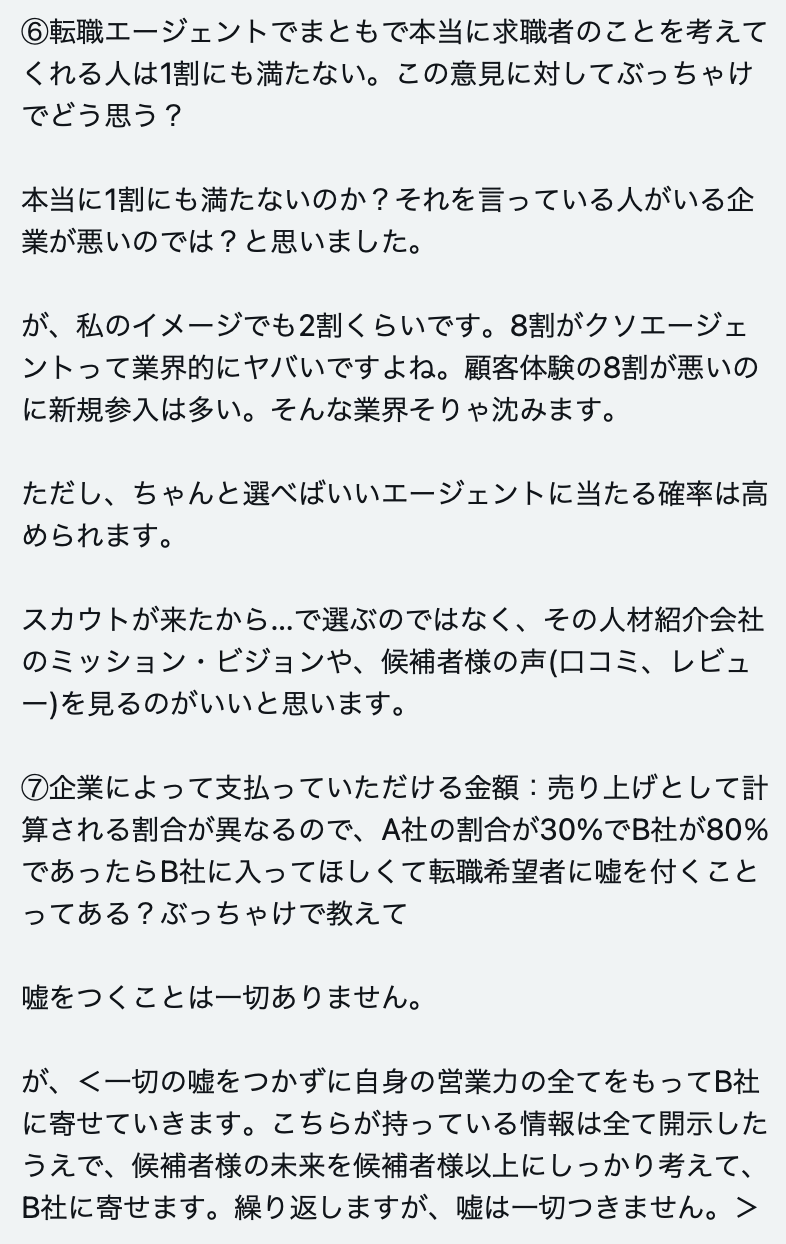 ⑥転職エージェントでまともで本当に求職者のことを考えて
くれる人は1割にも満たない。この意見に対してぶっちゃけ
でどう思う？
本当に1割にも満たないのか？それを言っている人がいる企
業が悪いのでは？と思いました。
が、私のイメージでも2割くらいです。8割がクソエージェ
ントって業界的にヤバいですよね。顧客体験の8割が悪いの
に新規参入は多い。そんな業界そりゃ沈みます。
ただし、ちゃんと選べばいいエージェントに当たる確率は高
められます。
スカウトが来たから…で選ぶのではなく、その人材紹介会社
のミッション・ビジョンや、候補者様の声(口コミ、レビュ
ー)を見るのがいいと思います。
⑦企業によって支払っていただける金額：売り上げとして計
算される割合が異なるので、A社の割合が30%でB社が80%
であったらB社に入ってほしくて転職希望者に嘘を付くこと
ってある？ぶっちゃけで教えて
嘘をつくことは一切ありません。
が、＜一切の嘘をつかずに自身の営業力の全てをもってB社
に寄せていきます。こちらが持っている情報は全て開示した
うえで、候補者様の未来を候補者様以上にしっかり考えて、
B社に寄せます。繰り返しますが、嘘は一切つきません。＞